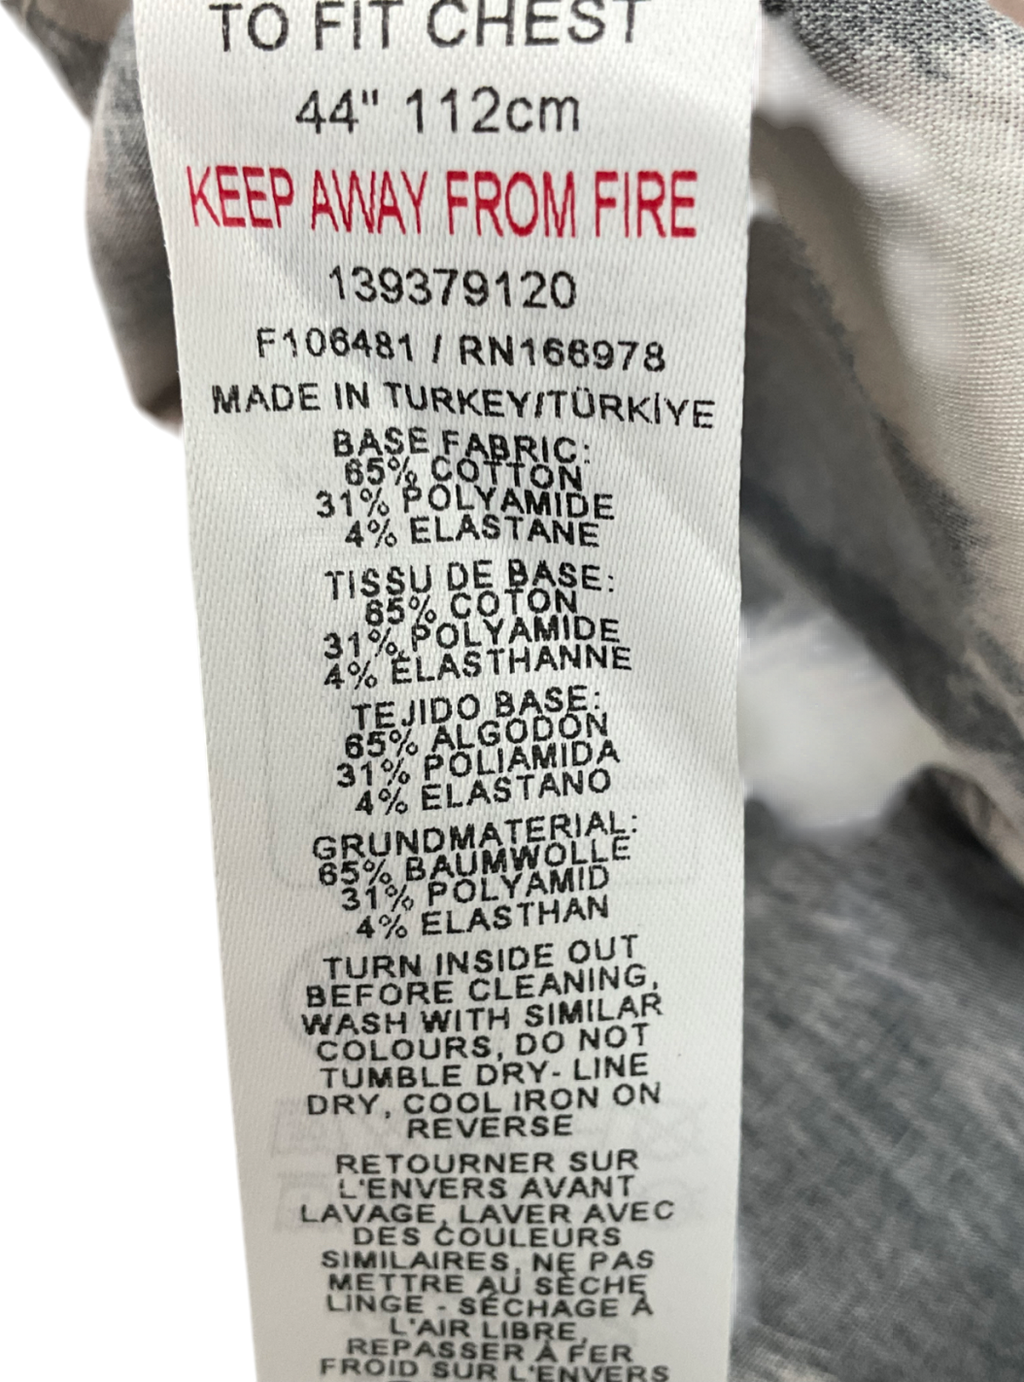 TO FIT CHEST
44" 112cm
KEEP AWAY FROM FIRE
139379120
F106481 / RN166978
MADE IN TURKEY/TÜRKİYE
BASE FABRIC:
65% COTTON
31% POLYAMIDE
4% ELASTANE
TISSU DE BASE:
65% COTON
31% POLYAMIDE
4% ÉLASTHANNE
TEJIDO BASE:
65% ALGODÓN
31% POLIAMIDA
4% ELASTANO
GRUNDMATERIAL:
65% BAUMWOLLE
31% POLYAMID
4% ELASTHAN
TURN INSIDE OUT
BEFORE CLEANING,
WASH WITH SIMILAR
COLOURS, DO NOT
TUMBLE DRY- LINE
DRY, COOL IRON ON
REVERSE
RETOURNER SUR
L'ENVERS AVANT
LAVAGE, LAVER AVEC
DES COULEURS
SIMILAIRES, NE PAS
METTRE AU SÈCHE
LINGE - SÉCHAGE À
L'AIR LIBRE,
REPASSER À FER
FROID SUR L'ENVERS